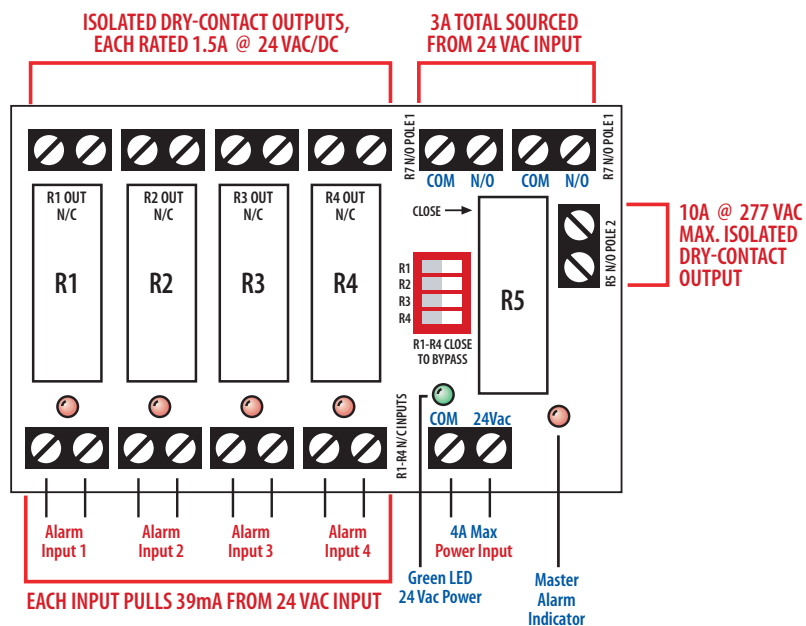 ISOLATED DRY-CONTACT OUTPUTS,
EACH RATED 1.5A @ 24 VAC/DC
3A TOTAL SOURCED
FROM 24 VAC INPUT
R7 N/O POLE 1
COM N/O
COM N/O
R7 N/O POLE 1
R1 OUT
N/C
R1
R2 OUT
N/C
R2
R3 OUT
N/C
R3
R4 OUT
N/C
R4
CLOSE
R1
R2
R3
R4
R1-R4 CLOSE
TO BYPASS
R5
R5 N/O POLE 2
10A @ 277 VAC
MAX. ISOLATED
DRY-CONTACT
OUTPUT
R1-R4 N/C INPUTS
COM 24Vac
Alarm
Input 1
Alarm
Input 2
Alarm
Input 3
Alarm
Input 4
4A Max
Power Input
EACH INPUT PULLS 39mA FROM 24 VAC INPUT
Green LED
24 Vac Power
Master
Alarm
Indicator